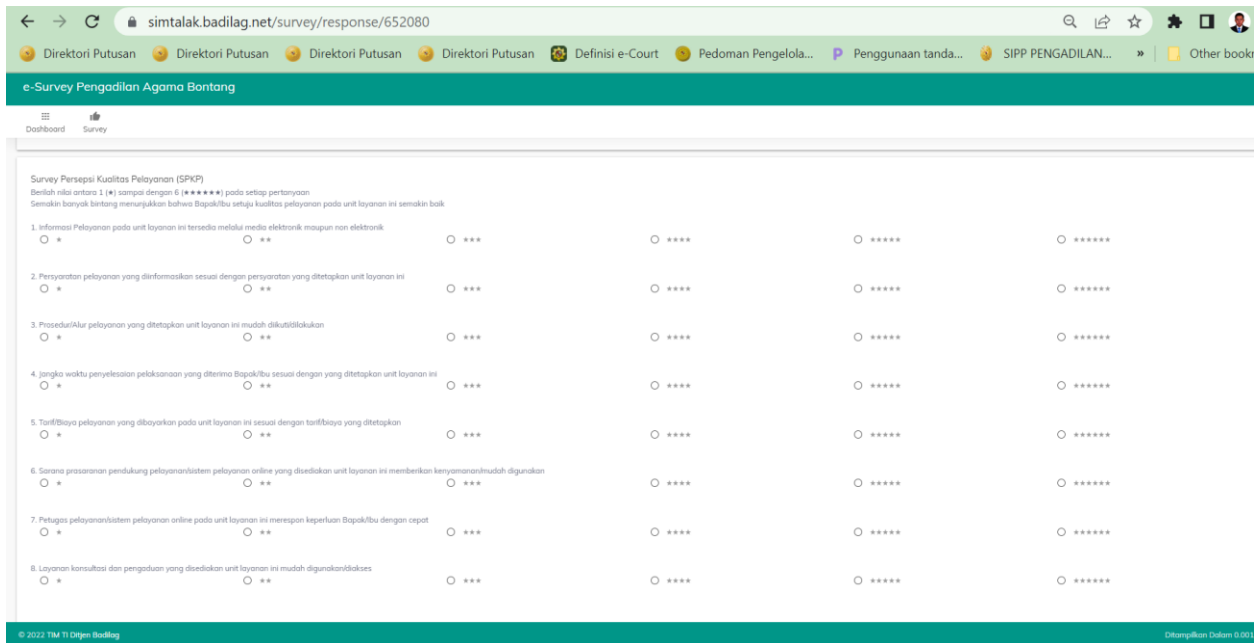 simtalak.badilag.net/survey/response/652080
Direktori Putusan Direktori Putusan Direktori Putusan Direktori Putusan Definisi e-Court Pedoman Pengelola... Penggunaan tanda... SIPP PENGADILAN... » Other bookr
e-Survey Pengadilan Agama Bontang
Dashboard Survey
Survey Persepsi Kualitas Pelayanan (SPKP)
Berilah nilai antara 1 (★) sampai dengan 6 (★★★★★★) pada setiap pertanyaan
Semakin banyak bintang menunjukkan bahwa Bapak/Ibu setuju kualitas pelayanan pada unit layanan ini semakin baik
1. Informasi Pelayanan pada unit layanan ini tersedia melalui media elektronik maupun non elektronik
★ ★★ ★★★ ★★★★ ★★★★★ ★★★★★★
2. Persyaratan pelayanan yang diinformasikan sesuai dengan persyaratan yang ditetapkan unit layanan ini
★ ★★ ★★★ ★★★★ ★★★★★ ★★★★★★
3. Prosedur/Alur pelayanan yang ditetapkan unit layanan ini mudah diikuti/dilakukan
★ ★★ ★★★ ★★★★ ★★★★★ ★★★★★★
4. Jangka waktu penyelesaian pelaksanaan yang diterima Bapak/Ibu sesuai dengan yang ditetapkan unit layanan ini
★ ★★ ★★★ ★★★★ ★★★★★ ★★★★★★
5. Tarif/Biaya pelayanan yang dibayarkan pada unit layanan ini sesuai dengan tarif/biaya yang ditetapkan
★ ★★ ★★★ ★★★★ ★★★★★ ★★★★★★
6. Sarana prasaranan pendukung pelayanan/sistem pelayanan online yang disediakan unit layanan ini memberikan kenyamanan/mudah digunakan
★ ★★ ★★★ ★★★★ ★★★★★ ★★★★★★
7. Petugas pelayanan/sistem pelayanan online pada unit layanan ini merespon keperluan Bapak/Ibu dengan cepat
★ ★★ ★★★ ★★★★ ★★★★★ ★★★★★★
8. Layanan konsultasi dan pengaduan yang disediakan unit layanan ini mudah digunakan/diakses
★ ★★ ★★★ ★★★★ ★★★★★ ★★★★★★
© 2022 TIM TI Ditjen Badilag Ditampilkan Dalam 0.001